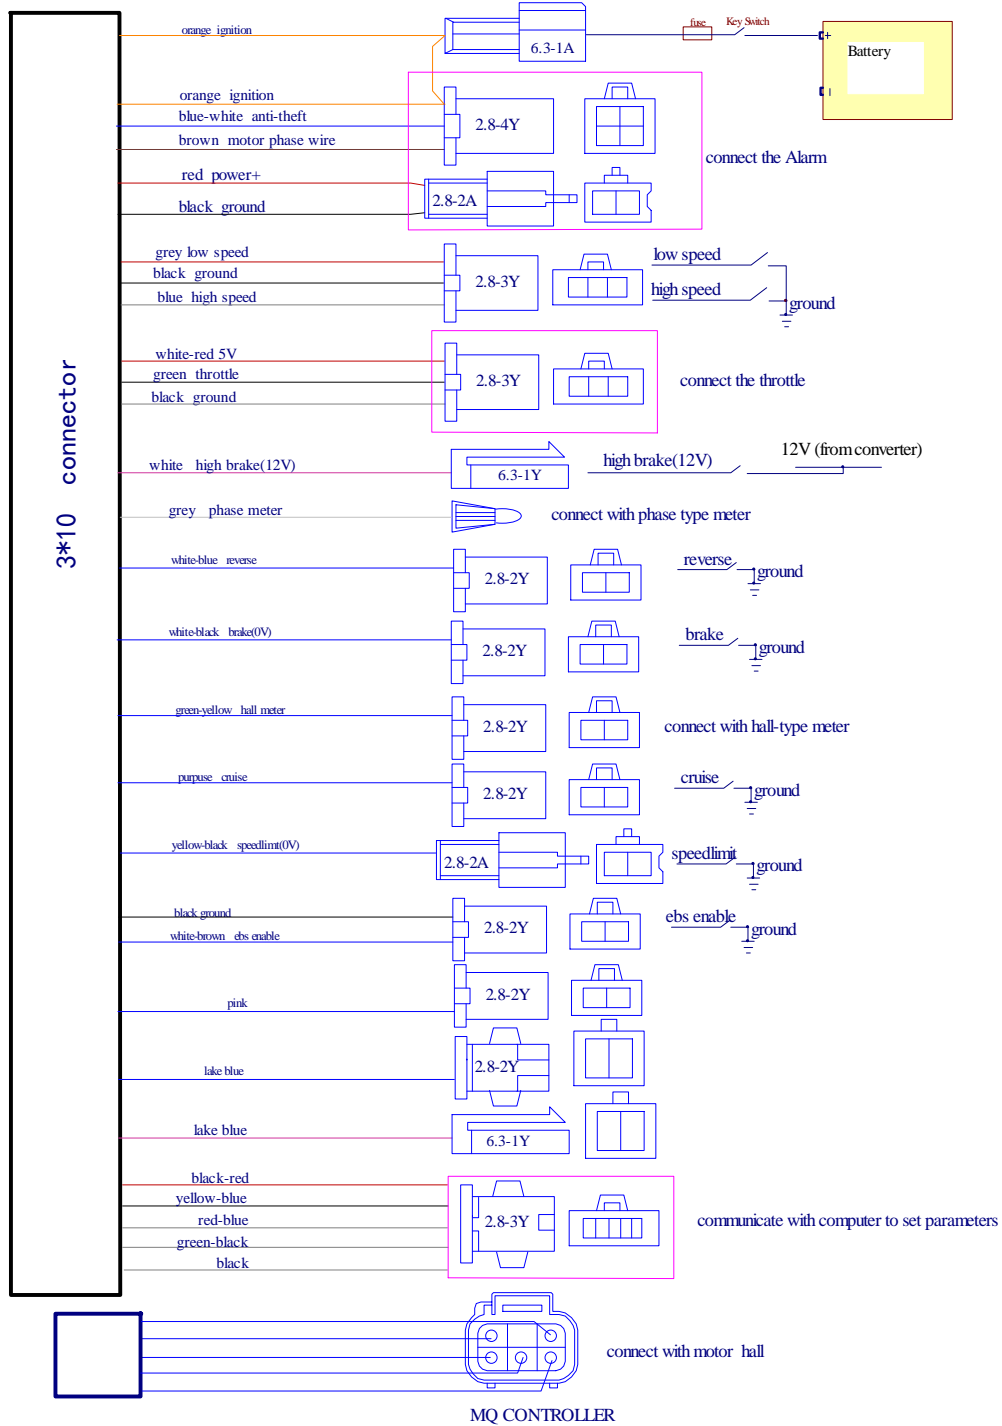 orange ignition
6.3-1A
fuse
Key Switch
+
Battery
orange ignition
blue-white anti-theft
brown motor phase wire
2.8-4Y
connect the Alarm
red power+
black ground
2.8-2A
grey low speed
black ground
blue high speed
2.8-3Y
low speed
high speed
ground
white-red 5V
green throttle
black ground
2.8-3Y
connect the throttle
3*10 connector
white high brake(12V)
6.3-1Y
high brake(12V)
12V (from converter)
grey phase meter
connect with phase type meter
white-blue reverse
2.8-2Y
reverse
ground
white-black brake(0V)
2.8-2Y
brake
ground
green-yellow hall meter
2.8-2Y
connect with hall-type meter
purpuse cruise
2.8-2Y
cruise
ground
yellow-black speedlimt(0V)
2.8-2A
speedlimit
ground
black ground
white-brown ebs enable
2.8-2Y
ebs enable
ground
pink
2.8-2Y
lake blue
2.8-2Y
lake blue
6.3-1Y
black-red
yellow-blue
red-blue
green-black
black
2.8-3Y
communicate with computer to set parameters
connect with motor hall
MQ CONTROLLER